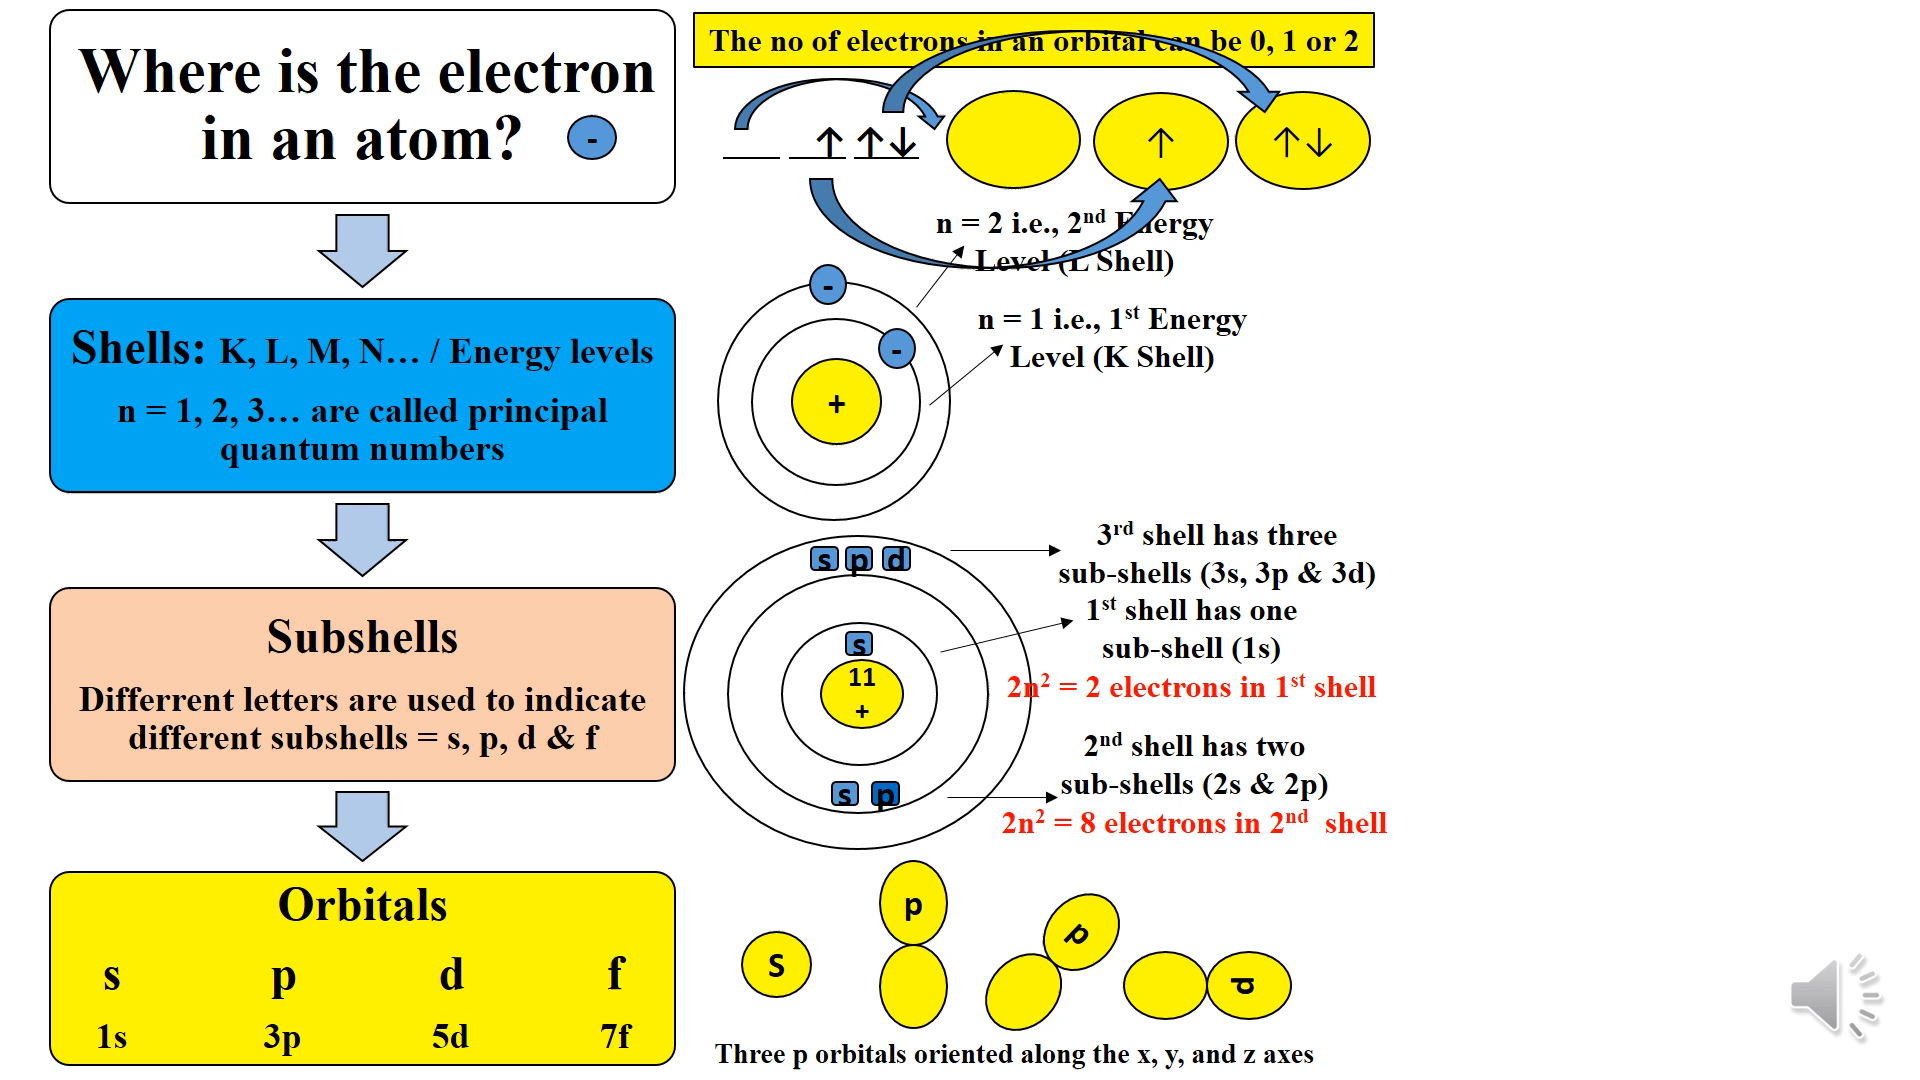 Where is the electron
in an atom? -
Shells: K, L, M, N… / Energy levels
n = 1, 2, 3… are called principal
quantum numbers
Subshells
Differrent letters are used to indicate
different subshells = s, p, d & f
Orbitals
s p d f
1s 3p 5d 7f
The no of electrons in an orbital can be 0, 1 or 2
↑ ↑↓ ↑ ↑↓
n = 2 i.e., 2nd Energy
Level (L Shell)
n = 1 i.e., 1st Energy
Level (K Shell)
-
-
+
s p d
s
11
+
s p
3rd shell has three
sub-shells (3s, 3p & 3d)
1st shell has one
sub-shell (1s)
2n² = 2 electrons in 1st shell
2nd shell has two
sub-shells (2s & 2p)
2n² = 8 electrons in 2nd shell
S p p p
Three p orbitals oriented along the x, y, and z axes